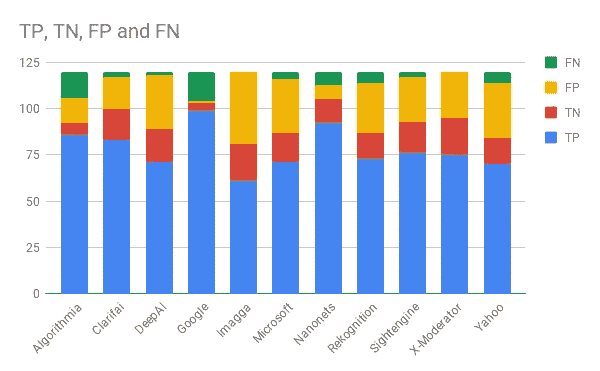 TP, TN, FP and FN
125
100
75
50
25
0
FN
FP
TN
TP
Algorithmia
Clarifai
DeepAI
Google
Imagga
Microsoft
Nanonets
Rekognition
Sightengine
X-Moderator
Yahoo